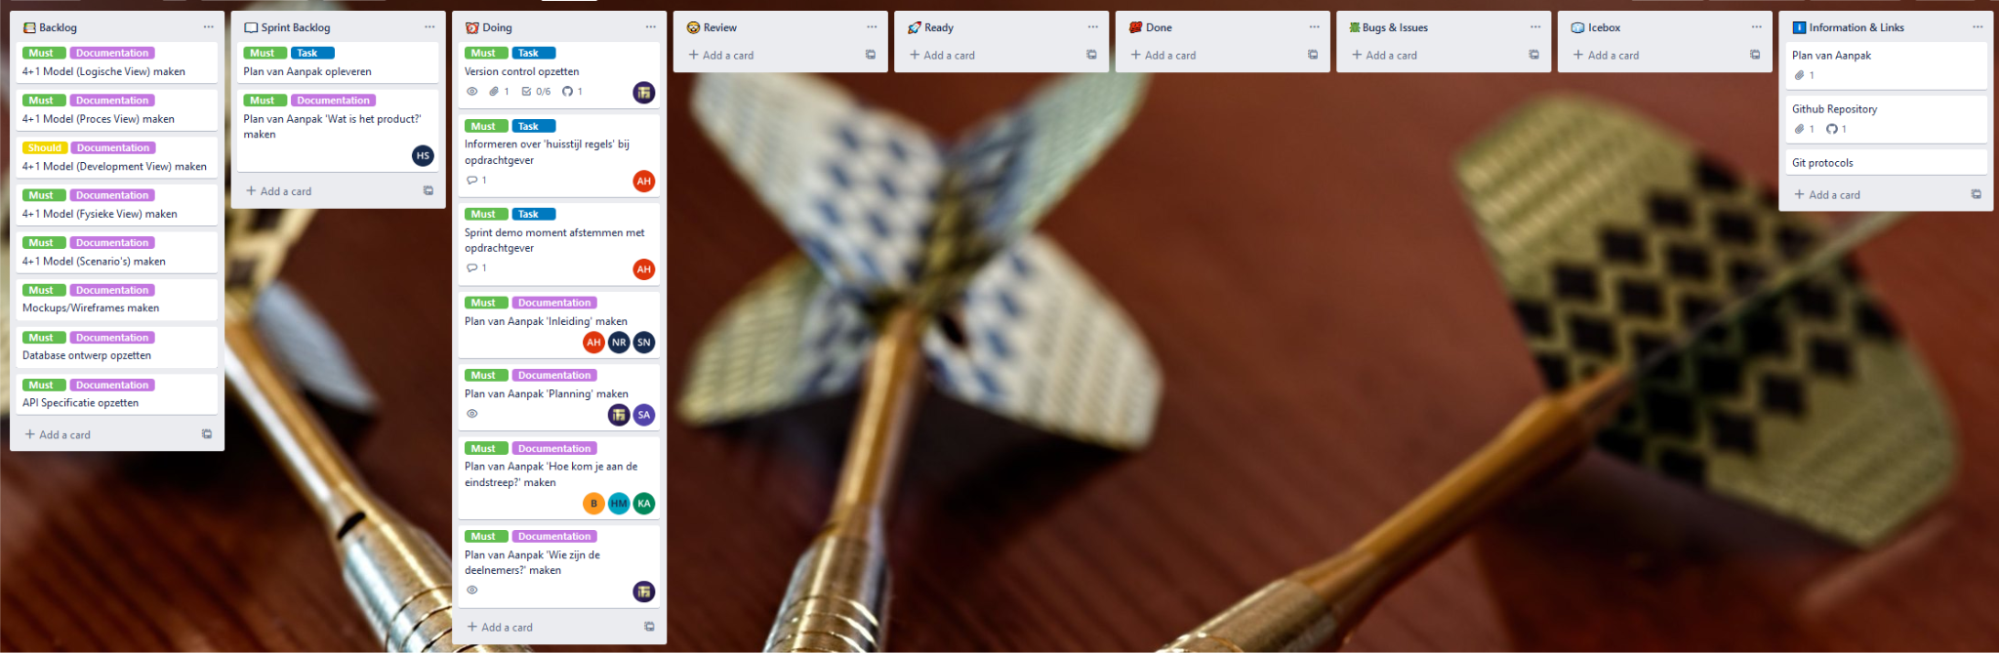 Backlog
Must Documentation
4+1 Model (Logische View) maken
Must Documentation
4+1 Model (Proces View) maken
Should Documentation
4+1 Model (Development View) maken
Must Documentation
4+1 Model (Fysieke View) maken
Must Documentation
4+1 Model (Scenario's) maken
Must Documentation
Mockups/Wireframes maken
Must Documentation
Database ontwerp opzetten
Must Documentation
API Specificatie opzetten
+ Add a card
Sprint Backlog
Must Task
Plan van Aanpak opleveren
Must Documentation
Plan van Aanpak 'Wat is het product?'
maken
HS
+ Add a card
Doing
Must Task
Version control opzetten
1 0/6 1
Must Task
Informeren over 'huisstijl regels' bij
opdrachtgever
1 AH
Must Task
Sprint demo moment afstemmen met
opdrachtgever
1 AH
Must Documentation
Plan van Aanpak 'Inleiding' maken
AH NR SN
Must Documentation
Plan van Aanpak 'Planning' maken
SA
Must Documentation
Plan van Aanpak 'Hoe kom je aan de
eindstreep?' maken
B HM KA
Must Documentation
Plan van Aanpak 'Wie zijn de
deelnemers?' maken
+ Add a card
Review
+ Add a card
Ready
+ Add a card
Done
+ Add a card
Bugs & Issues
+ Add a card
Icebox
+ Add a card
Information & Links
Plan van Aanpak
1
Github Repository
1 1
Git protocols
+ Add a card